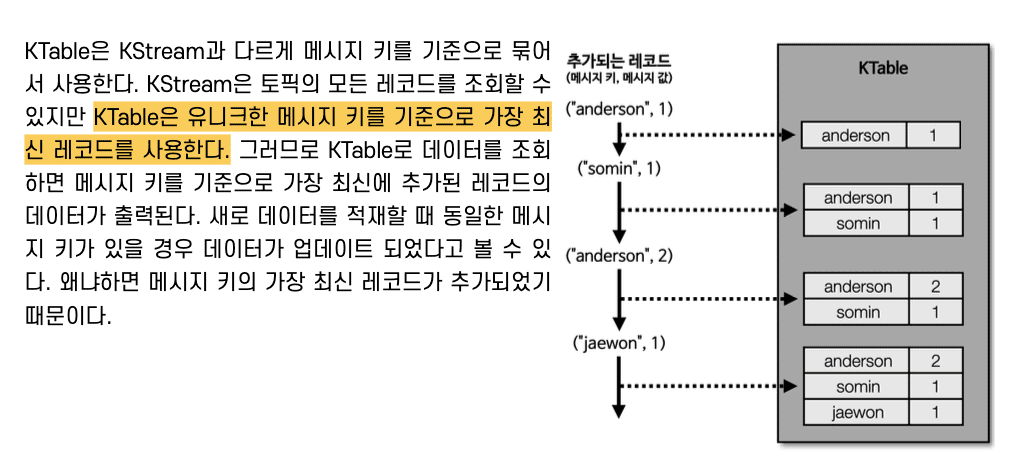 KTable은 KStream과 다르게 메시지 키를 기준으로 묶어
서 사용한다. KStream은 토픽의 모든 레코드를 조회할 수
있지만 KTable은 유니크한 메시지 키를 기준으로 가장 최
신 레코드를 사용한다. 그러므로 KTable로 데이터를 조회
하면 메시지 키를 기준으로 가장 최신에 추가된 레코드의
데이터가 출력된다. 새로 데이터를 적재할 때 동일한 메시
지 키가 있을 경우 데이터가 업데이트 되었다고 볼 수 있
다. 왜냐하면 메시지 키의 가장 최신 레코드가 추가되었기
때문이다.
추가되는 레코드
(메시지 키, 메시지 값)
("anderson", 1)
("somin", 1)
("anderson", 2)
("jaewon", 1)
KTable
anderson 1
anderson 1
somin 1
anderson 2
somin 1
anderson 2
somin 1
jaewon 1